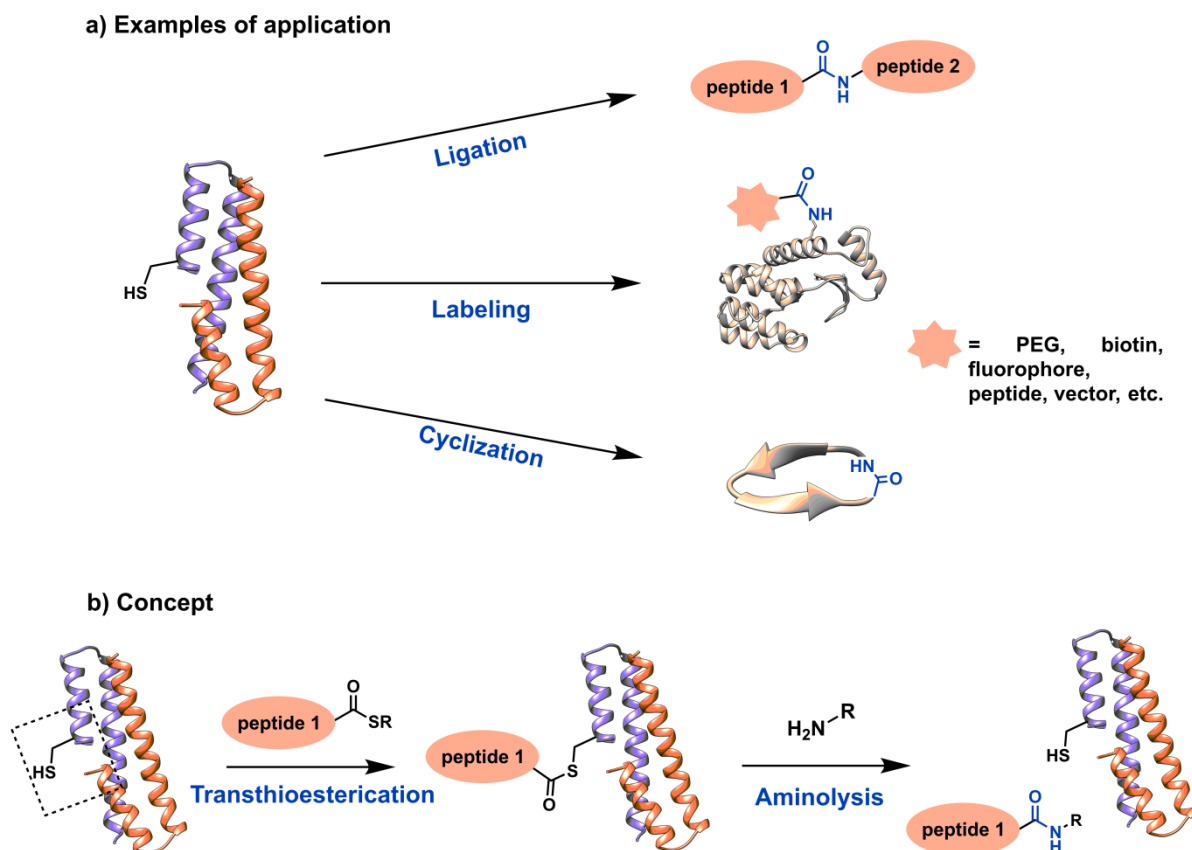 a) Examples of application
O
peptide 1
N
H
peptide 2
Ligation
O
NH
HS
Labeling
= PEG, biotin,
fluorophore,
peptide, vector, etc.
Cyclization
HN
O
b) Concept
O
peptide 1
SR
HS
Transthioesterication
peptide 1
S
O
H2N
R
Aminolysis
HS
peptide 1
O
N
H
R